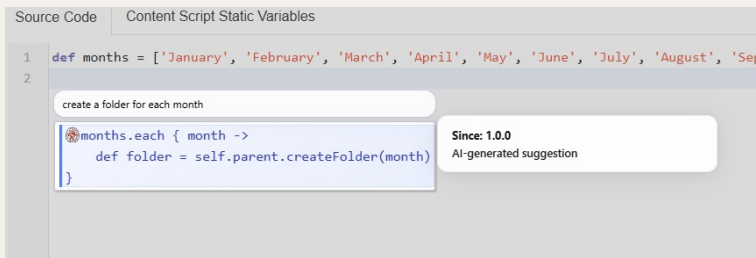 Source Code Content Script Static Variables
1 def months = ['January', 'February', 'March', 'April', 'May', 'June', 'July', 'August', 'Sep
2
create a folder for each month
months.each { month ->
def folder = self.parent.createFolder(month)
}
Since: 1.0.0
AI-generated suggestion